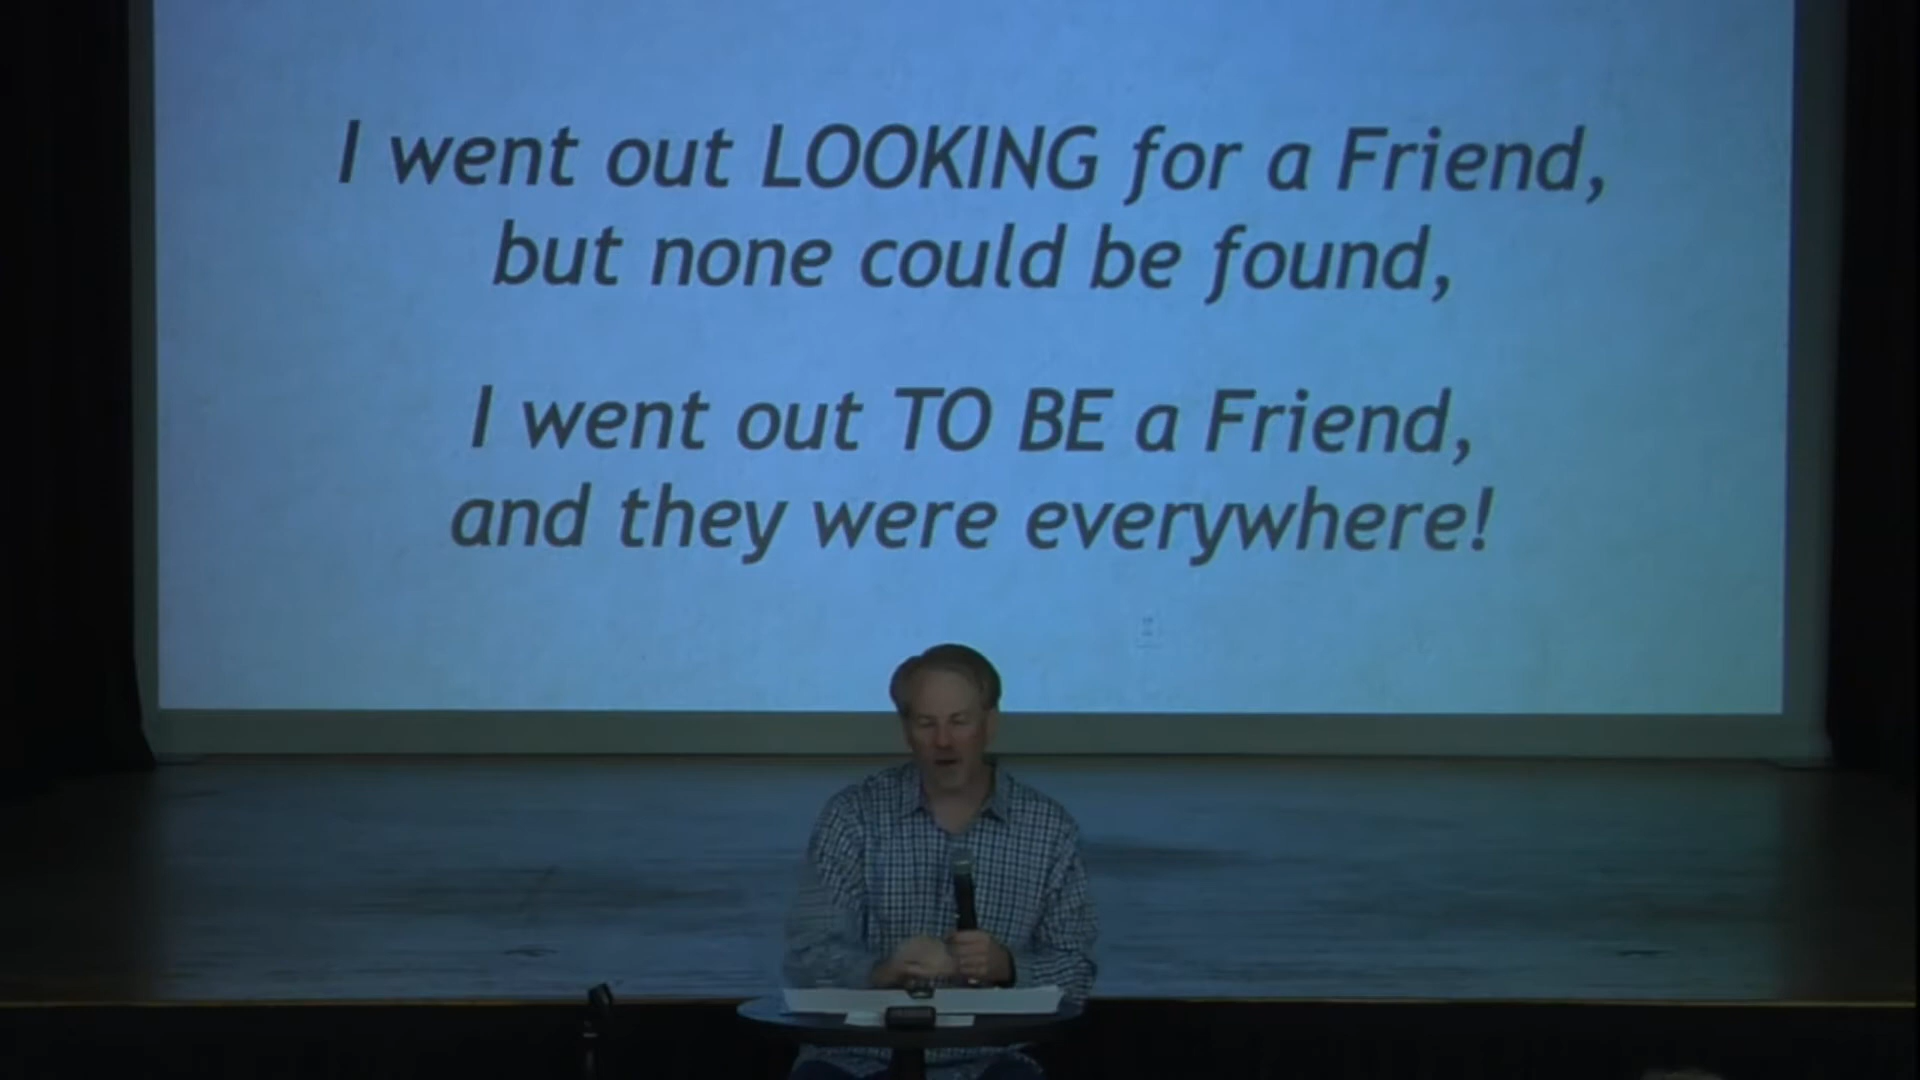 I went out LOOKING for a Friend,
but none could be found,
I went out TO BE a Friend,
and they were everywhere!